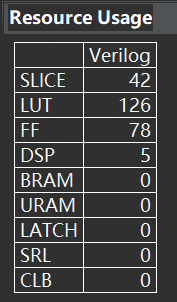 Resource Usage
Verilog
SLICE 42
LUT 126
FF 78
DSP 5
BRAM 0
URAM 0
LATCH 0
SRL 0
CLB 0